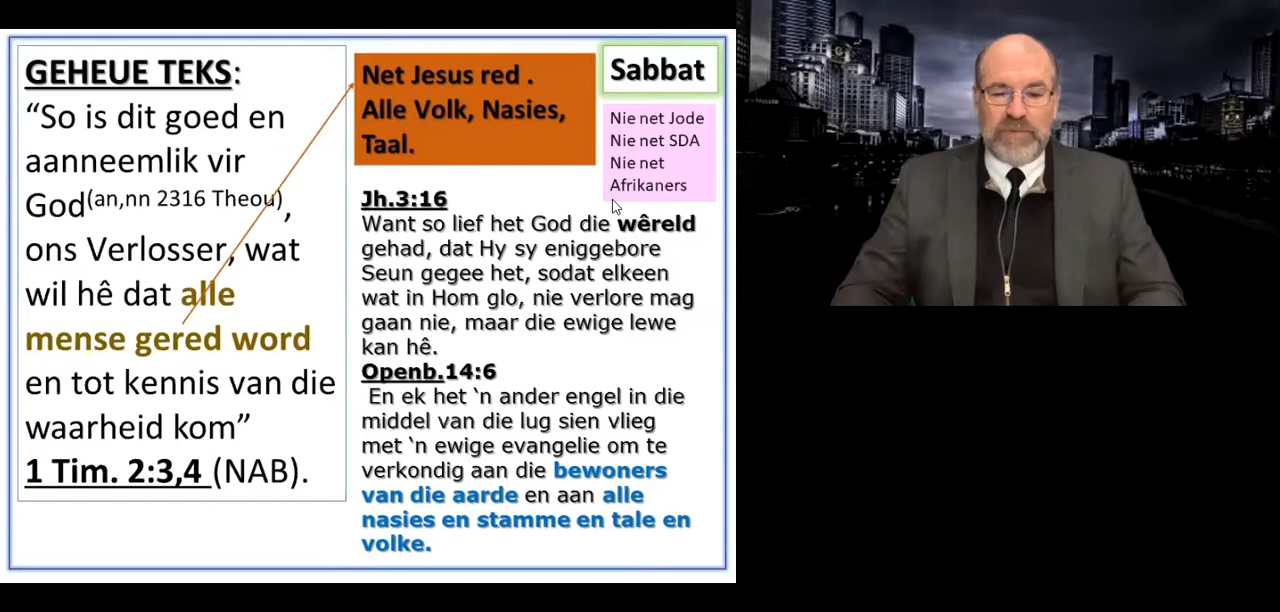 GEHEUE TEKS:
“So is dit goed en
aanneemlik vir
God(an,nn 2316 Theou),
ons Verlosser, wat
wil hê dat alle
mense gered word
en tot kennis van die
waarheid kom”
1 Tim. 2:3,4 (NAB).
Net Jesus red .
Alle Volk, Nasies,
Taal.
Sabbat
Nie net Jode
Nie net SDA
Nie net
Afrikaners
Jh.3:16
Want so lief het God die wêreld
gehad, dat Hy sy eniggebore
Seun gegee het, sodat elkeen
wat in Hom glo, nie verlore mag
gaan nie, maar die ewige lewe
kan hê.
Openb.14:6
En ek het ‘n ander engel in die
middel van die lug sien vlieg
met ‘n ewige evangelie om te
verkondig aan die bewoners
van die aarde en aan alle
nasies en stamme en tale en
volke.